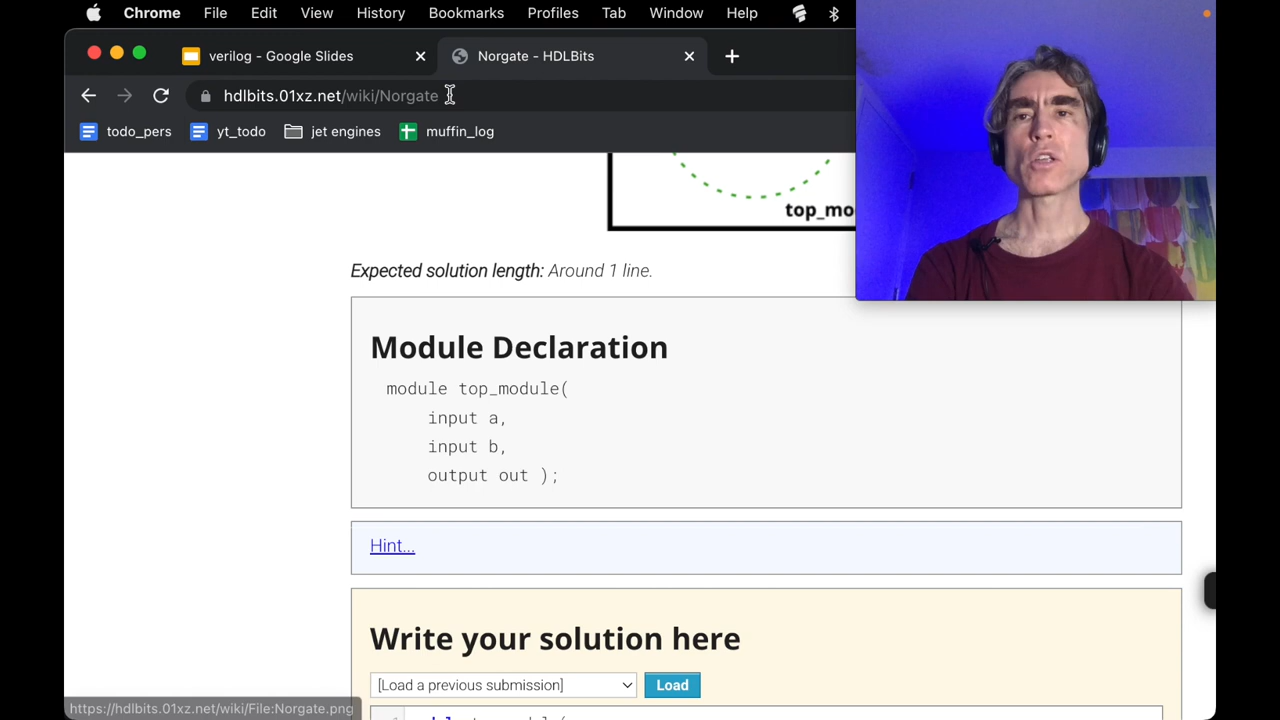 Chrome File Edit View History Bookmarks Profiles Tab Window Help
verilog - Google Slides
Norgate - HDLBits
hdlbits.01xz.net/wiki/Norgate
todo_pers yt_todo jet engines muffin_log
top_mo
Expected solution length: Around 1 line.
Module Declaration
module top_module(
input a,
input b,
output out );
Hint...
Write your solution here
[Load a previous submission] Load
https://hdlbits.01xz.net/wiki/File:Norgate.png